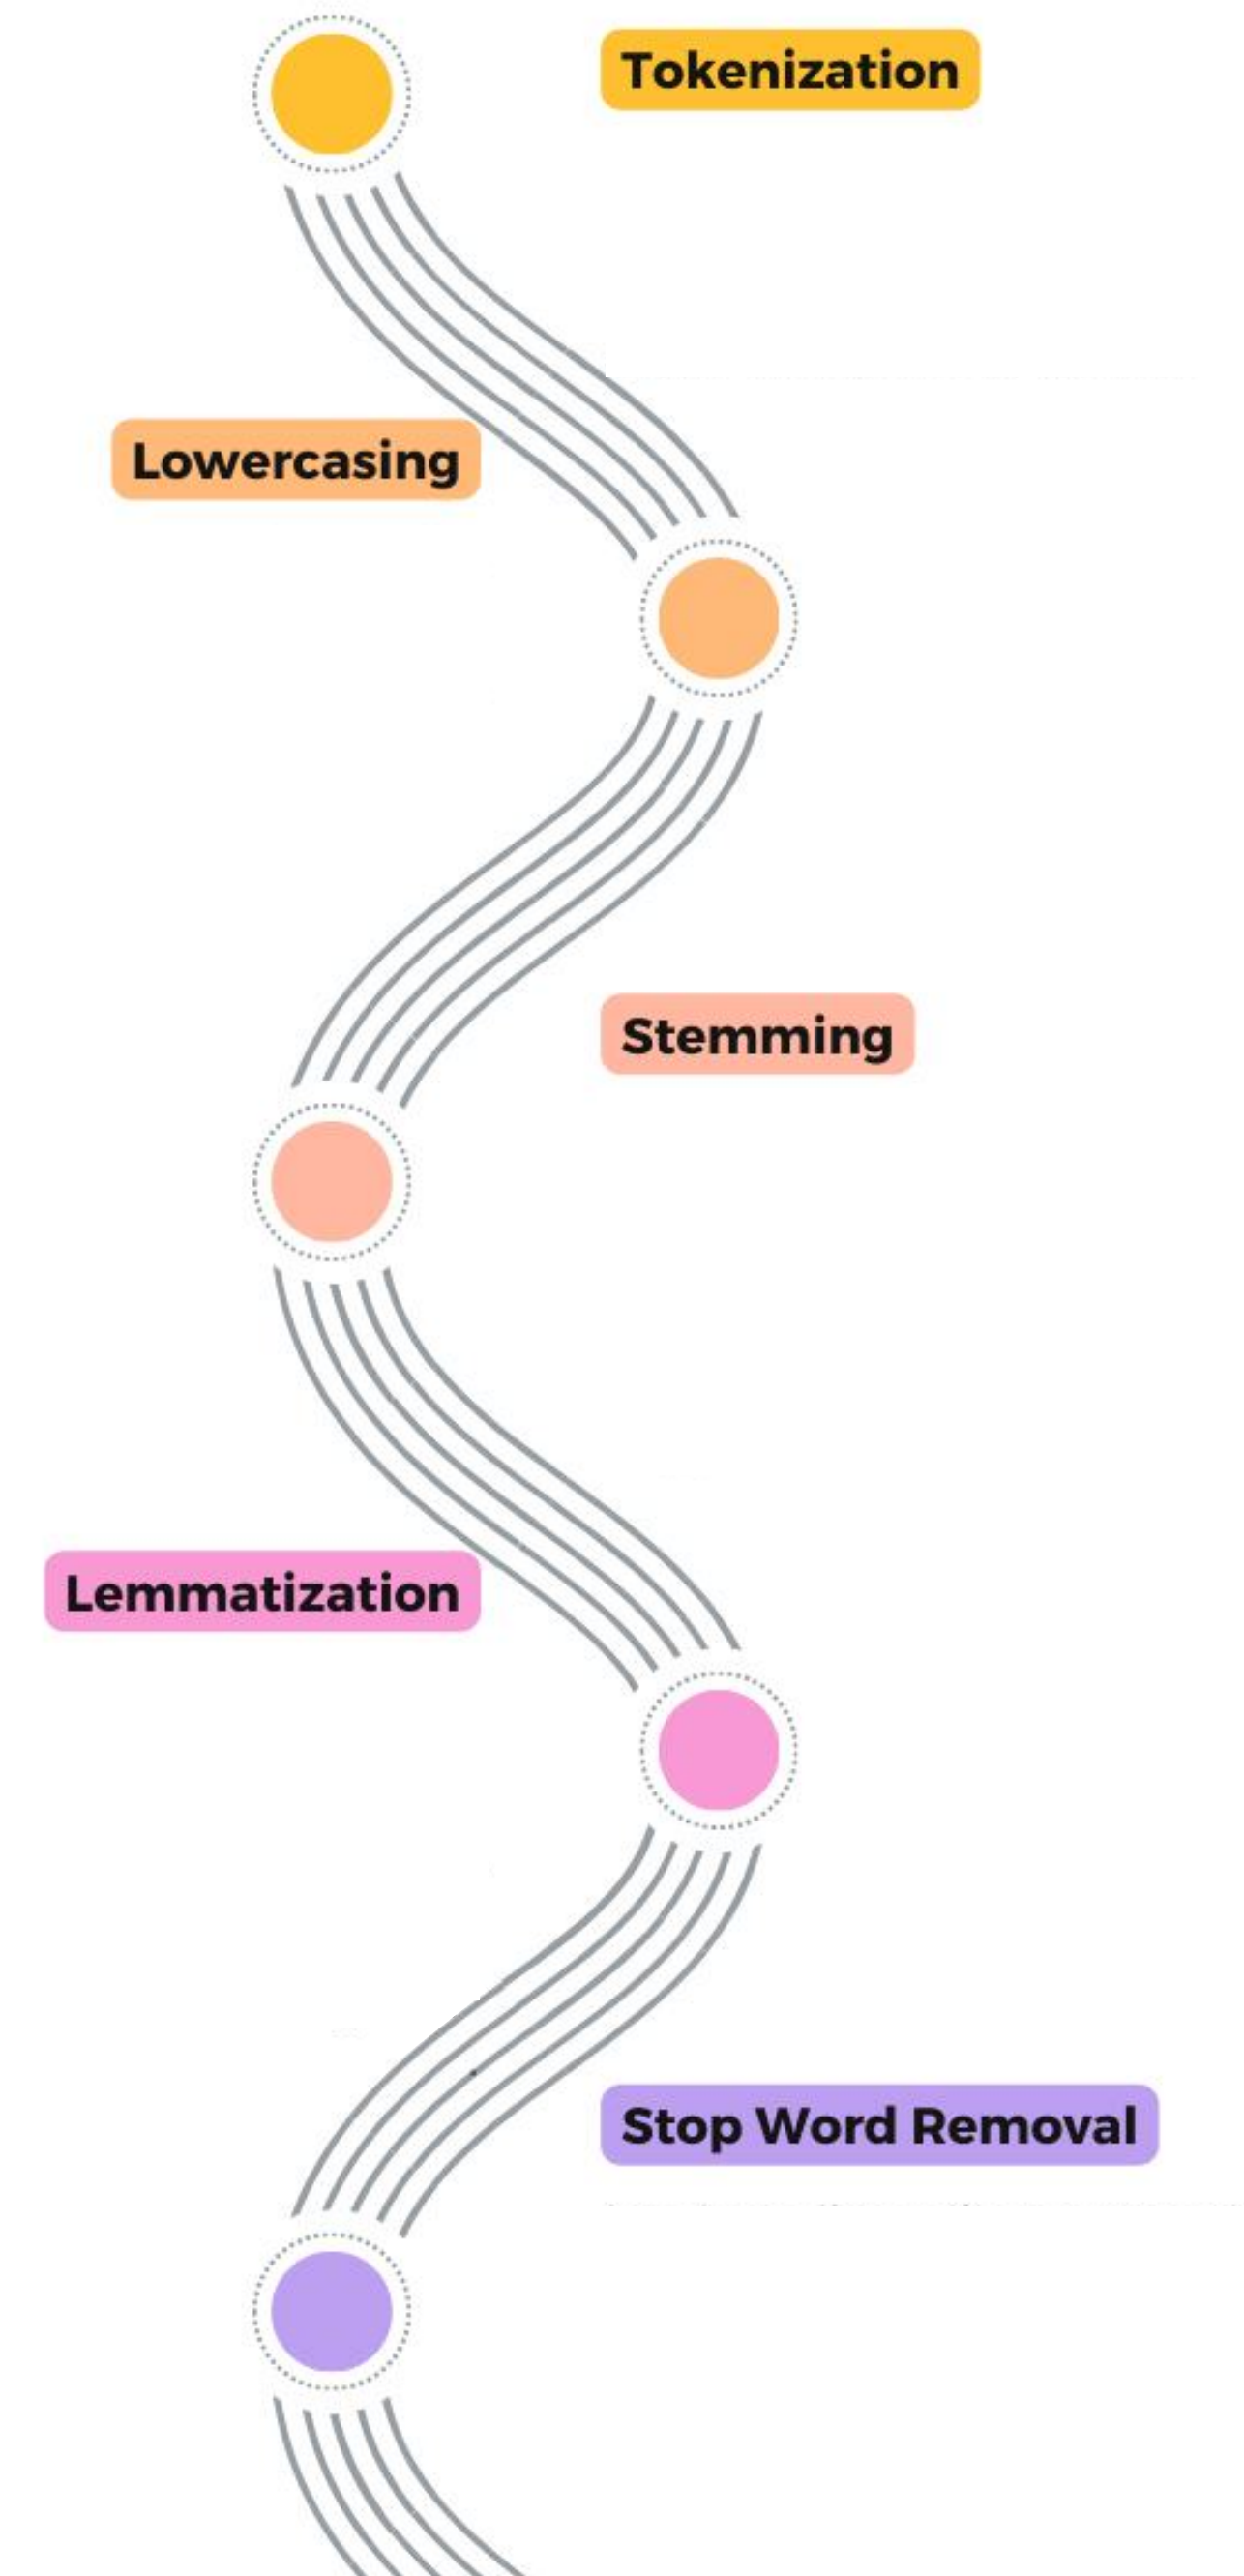 Tokenization
Lowercasing
Stemming
Lemmatization
Stop Word Removal